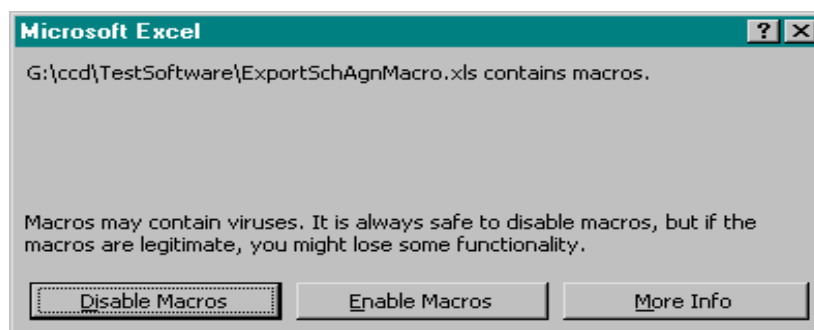 Microsoft Excel
G:\ccd\TestSoftware\ExportSchAgnMacro.xls contains macros.
Macros may contain viruses. It is always safe to disable macros, but if the
macros are legitimate, you might lose some functionality.
Disable Macros Enable Macros More Info